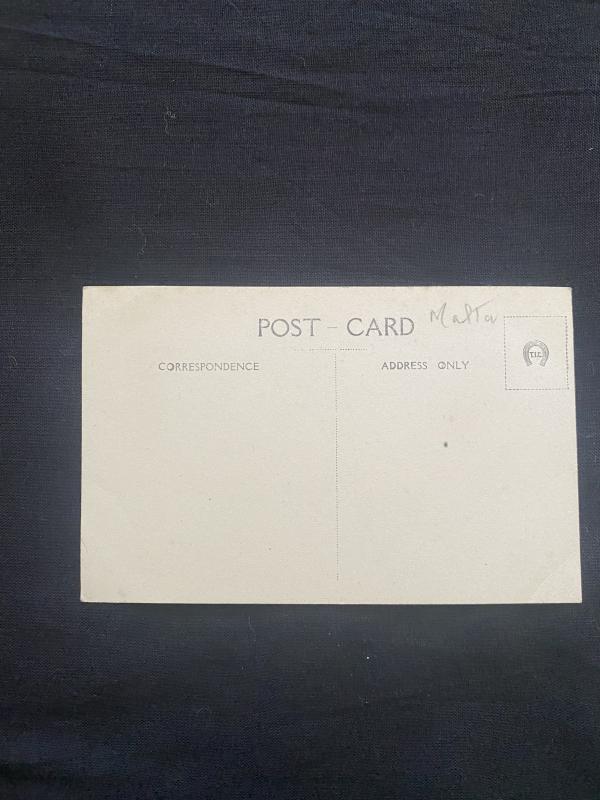 POST - CARD
Malta
CORRESPONDENCE
ADDRESS ONLY
T.I.C.